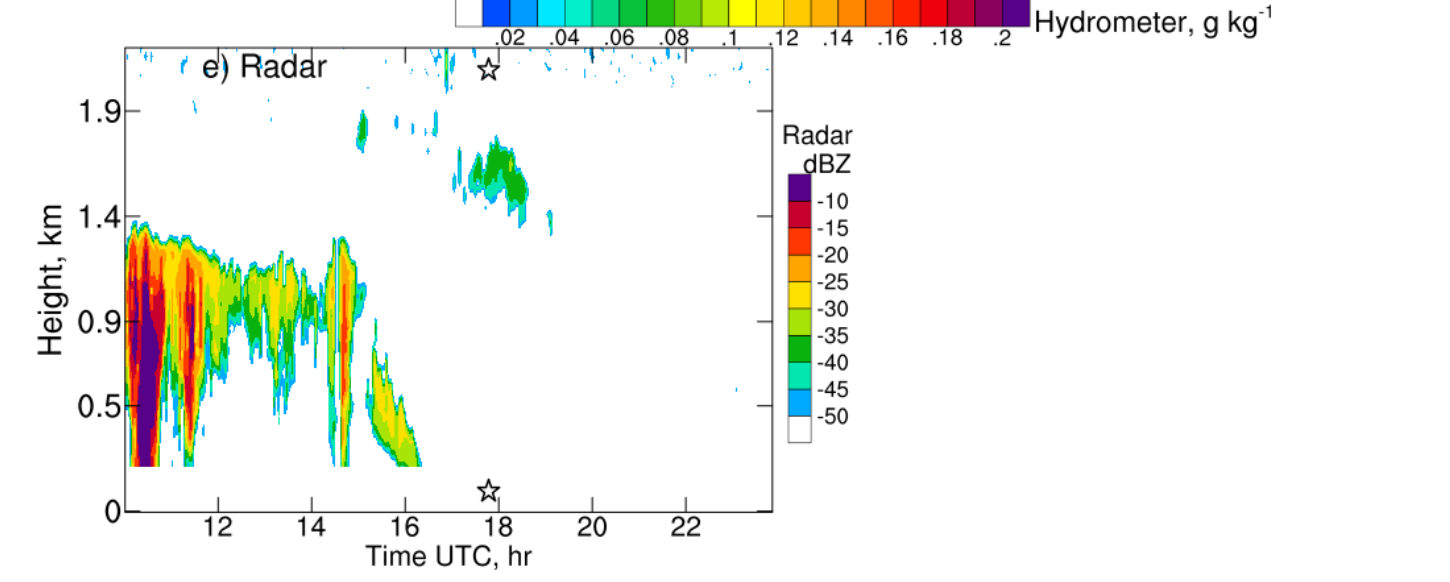 .02 .04 .06 .08 .1 .12 .14 .16 .18 .2
Hydrometer, g kg-1
e) Radar
1.9
1.4
0.9
0.5
0
Height, km
12 14 16 18 20 22
Time UTC, hr
Radar
dBZ
-10
-15
-20
-25
-30
-35
-40
-45
-50